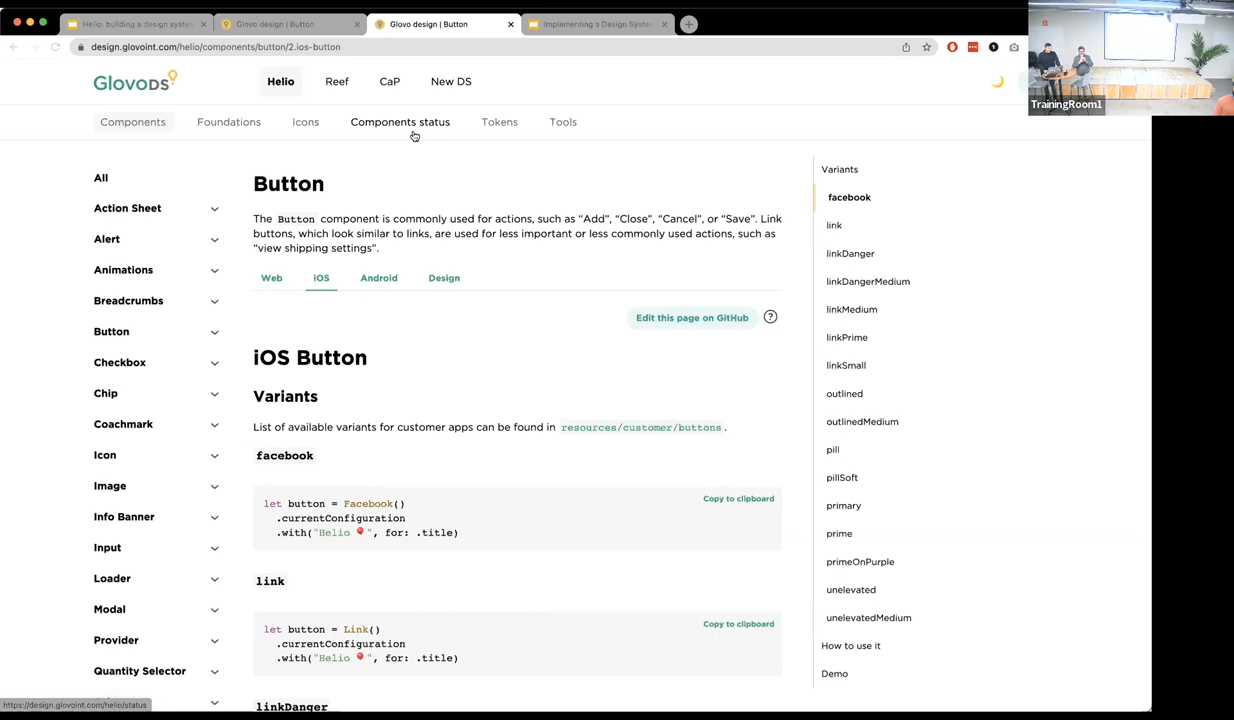 Helio: building a design system
Glovo design | Button
Glovo design | Button
Implementing a Design System
design.glovoint.com/helio/components/button/2.ios-button
GlovoDS
Helio
Reef
CaP
New DS
TrainingRoom1
Components
Foundations
Icons
Components status
Tokens
Tools
All
Action Sheet
Alert
Animations
Breadcrumbs
Button
Checkbox
Chip
Coachmark
Icon
Image
Info Banner
Input
Loader
Modal
Provider
Quantity Selector
Button
The Button component is commonly used for actions, such as “Add”, “Close”, “Cancel”, or “Save”. Link
buttons, which look similar to links, are used for less important or less commonly used actions, such as
“view shipping settings”.
Web
iOS
Android
Design
Edit this page on GitHub
?
iOS Button
Variants
List of available variants for customer apps can be found in resources/customer/buttons.
facebook
Copy to clipboard
let button = Facebook()
.currentConfiguration
.with("Helio 🎈", for: .title)
link
Copy to clipboard
let button = Link()
.currentConfiguration
.with("Helio 🎈", for: .title)
linkDanger
Variants
facebook
link
linkDanger
linkDangerMedium
linkMedium
linkPrime
linkSmall
outlined
outlinedMedium
pill
pillSoft
primary
prime
primeOnPurple
unelevated
unelevatedMedium
How to use it
Demo
https://design.glovoint.com/helio/status